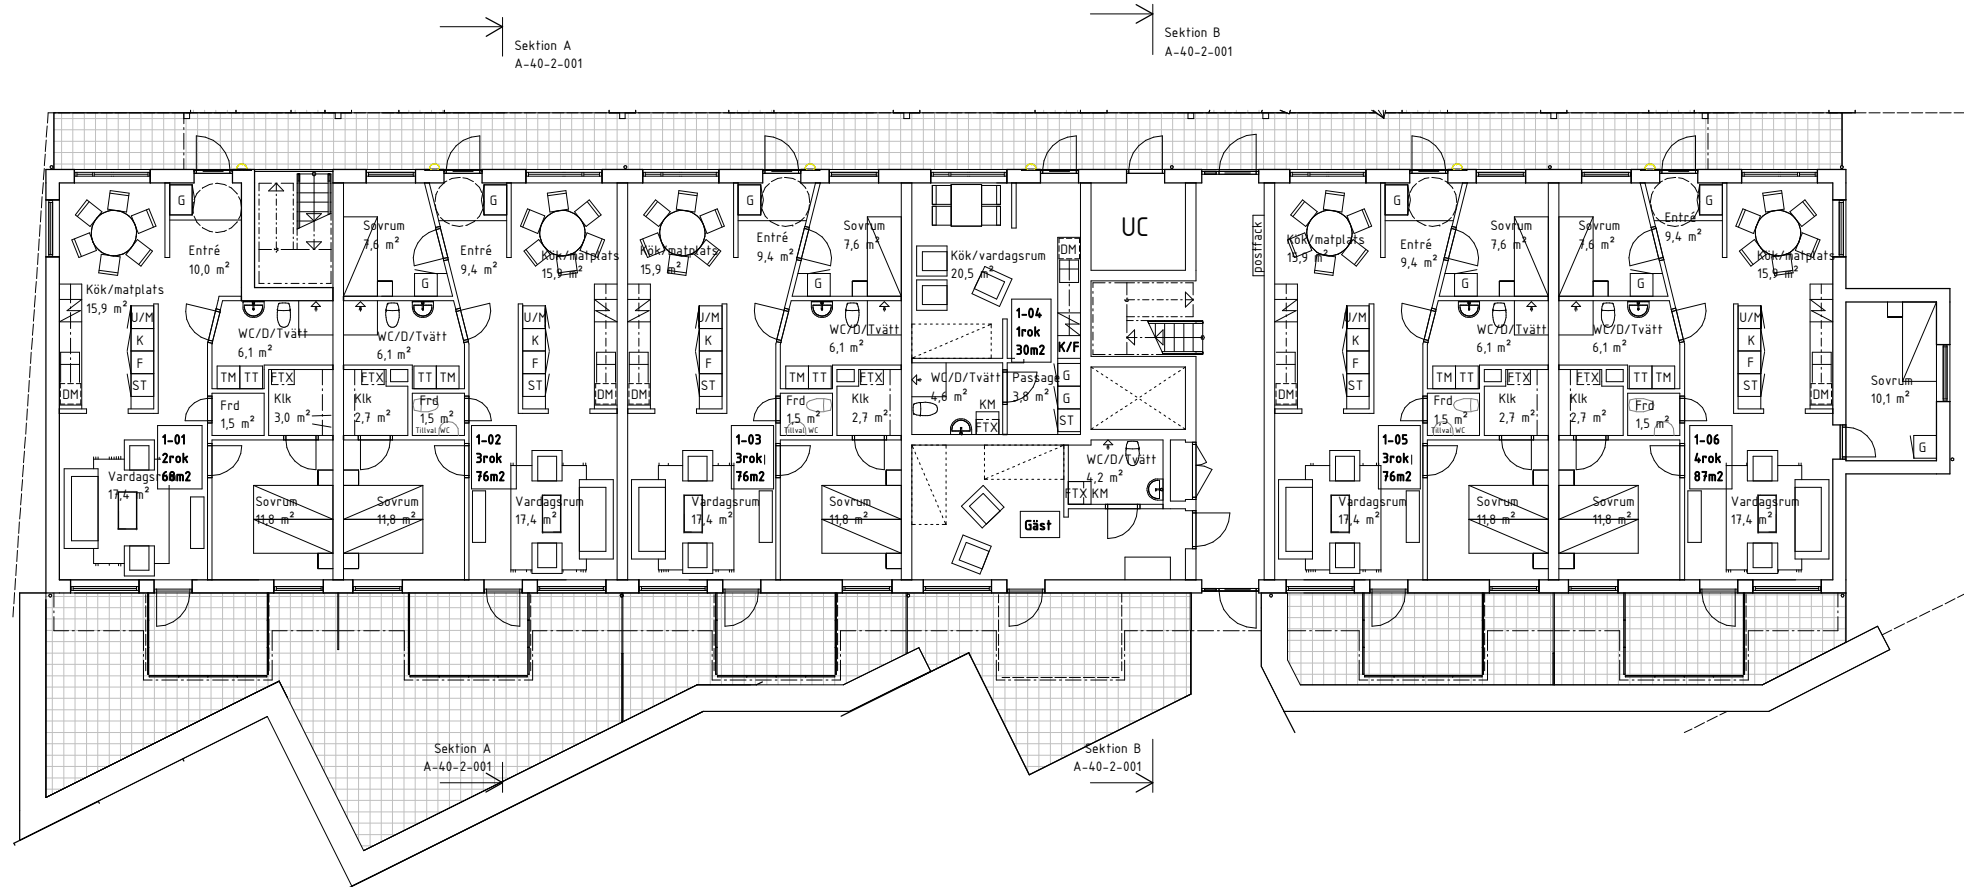 Sektion A
A-40-2-001
Sektion B
A-40-2-001
G
Entré
10,0 m²
Kök/matplats
15,9 m²
U/M
K
F
ST
DM
WC/D/Tvätt
6,1 m²
TM TT
FTX
Frd
1,5 m²
Klk
3,0 m²
1-01
2rok
68m2
Vardagsrum
17,4 m²
Sovrum
11,8 m²
Sovrum
7,6 m²
G
G
Entré
9,4 m²
Kök/matplats
15,9 m²
WC/D/Tvätt
6,1 m²
U/M
K
F
ST
DM
FTX
TT TM
Klk
2,7 m²
Frd
1,5 m²
Tillval WC
1-02
3rok
76m2
Sovrum
11,8 m²
Vardagsrum
17,4 m²
Kök/matplats
15,9 m²
G
Entré
9,4 m²
Sovrum
7,6 m²
G
U/M
K
F
ST
DM
WC/D/Tvätt
6,1 m²
TM TT
FTX
Frd
1,5 m²
Tillval WC
Klk
2,7 m²
1-03
3rok
76m2
Vardagsrum
17,4 m²
Sovrum
11,8 m²
Kök/vardagsrum
20,5 m²
DM
1-04
1rok
30m2
K/F
WC/D/Tvätt
4,6 m²
Passage
3,8 m²
G
G
ST
KM
FTX
UC
postfack
WC/D/Tvätt
4,2 m²
FTX KM
Gäst
Kök/matplats
15,9 m²
G
Entré
9,4 m²
Sovrum
7,6 m²
G
U/M
K
F
ST
DM
WC/D/Tvätt
6,1 m²
TM TT
FTX
Frd
1,5 m²
Tillval WC
Klk
2,7 m²
1-05
3rok
76m2
Vardagsrum
17,4 m²
Sovrum
11,8 m²
Sovrum
7,6 m²
G
G
Entré
9,4 m²
Kök/matplats
15,9 m²
WC/D/Tvätt
6,1 m²
U/M
K
F
ST
DM
FTX
TT TM
Klk
2,7 m²
Frd
1,5 m²
1-06
4rok
87m2
Sovrum
11,8 m²
Vardagsrum
17,4 m²
Sovrum
10,1 m²
G
Sektion A
A-40-2-001
Sektion B
A-40-2-001